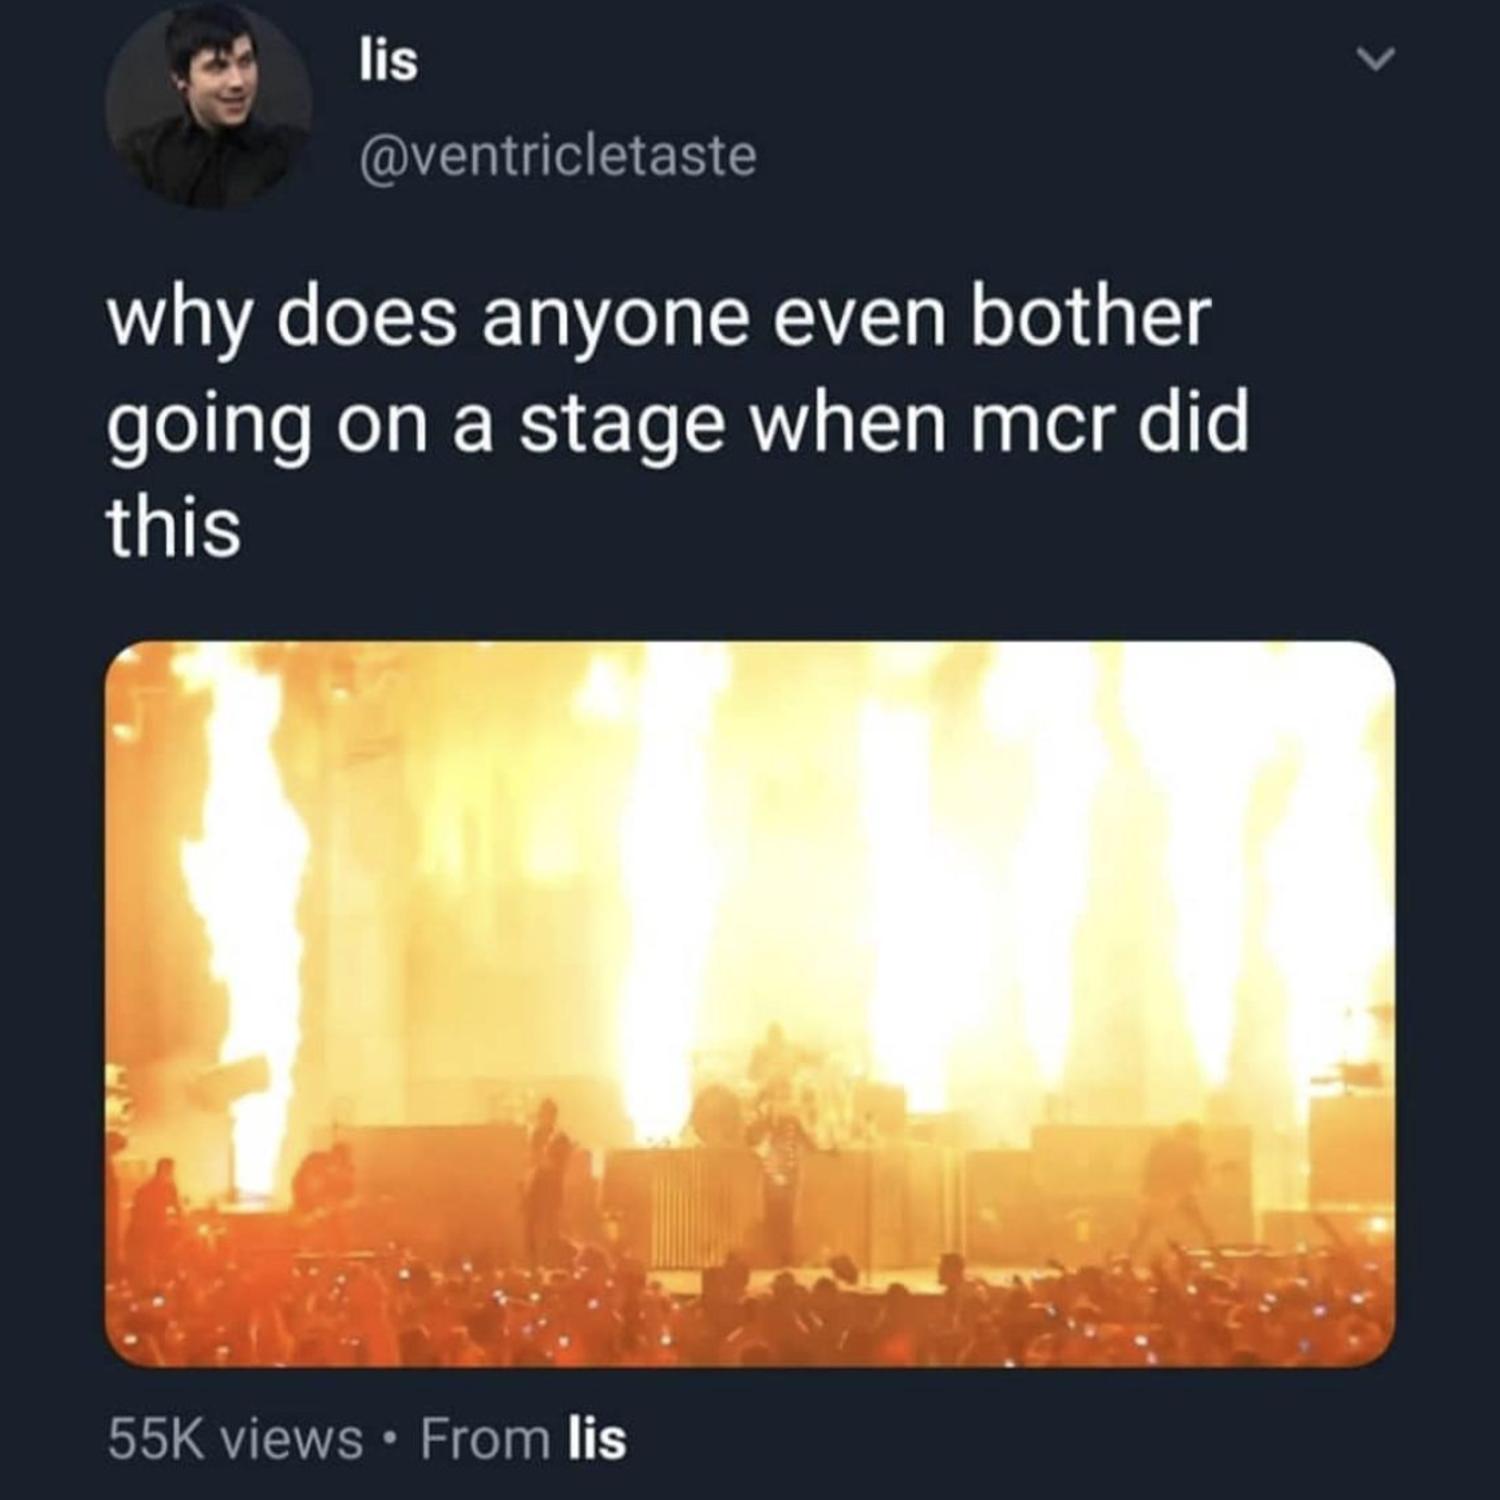 lis
@ventricletaste
why does anyone even bother
going on a stage when mcr did
this
55K views • From lis